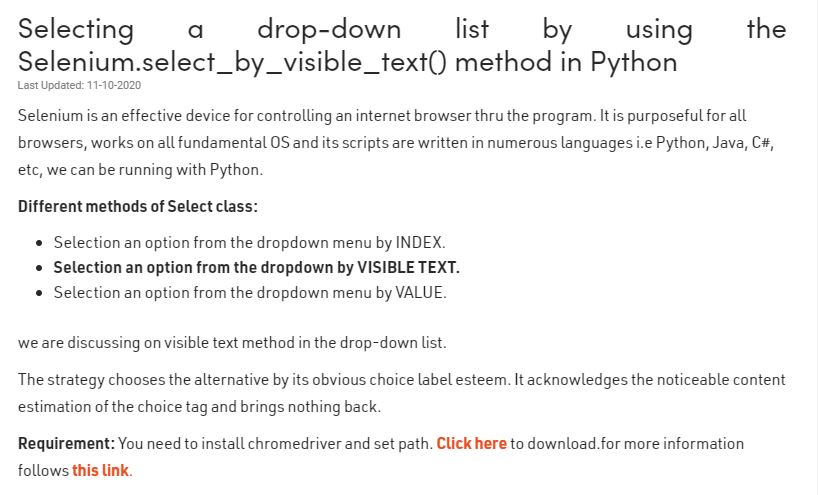 Selecting a drop-down list by using the
Selenium.select_by_visible_text() method in Python
Last Updated: 11-10-2020
Selenium is an effective device for controlling an internet browser thru the program. It is purposeful for all
browsers, works on all fundamental OS and its scripts are written in numerous languages i.e Python, Java, C#,
etc, we can be running with Python.
Different methods of Select class:
• Selection an option from the dropdown menu by INDEX.
• Selection an option from the dropdown by VISIBLE TEXT.
• Selection an option from the dropdown menu by VALUE.
we are discussing on visible text method in the drop-down list.
The strategy chooses the alternative by its obvious choice label esteem. It acknowledges the noticeable content
estimation of the choice tag and brings nothing back.
Requirement: You need to install chromedriver and set path. Click here to download.for more information
follows this link.